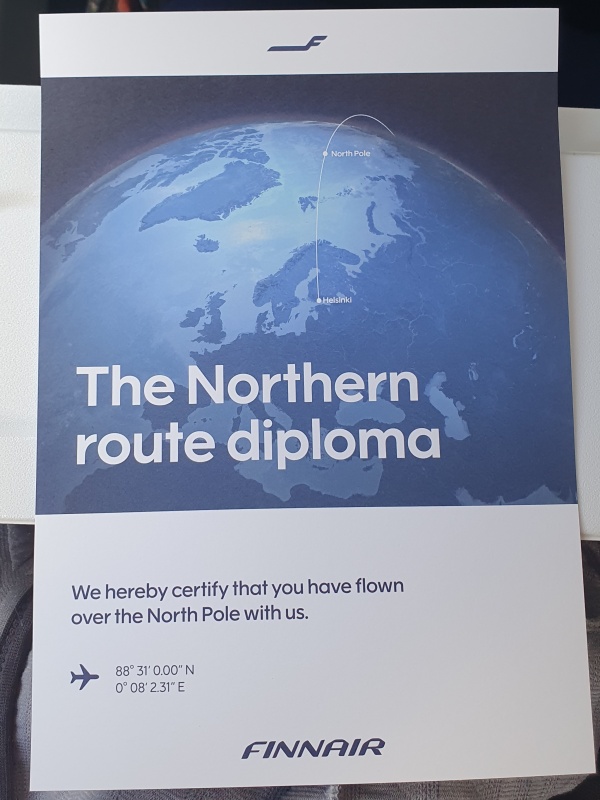 North Pole
Helsinki
The Northern
route diploma
We hereby certify that you have flown
over the North Pole with us.
88° 31' 0.00" N
0° 08' 2.31" E
FINNAIR